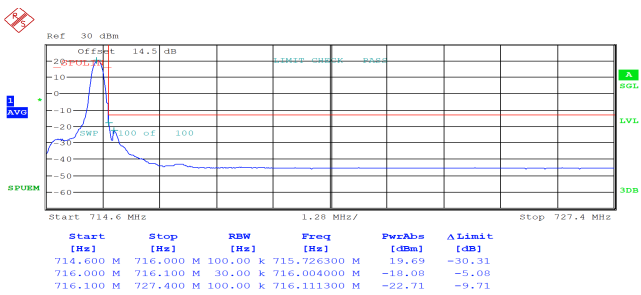 R S
Ref 30 dBm
Offset 14.5 dB
20
LIMIT CHECK PASS
A
SGL
10
0
1 *
AVG
-10
LVL
-20
SWP 100 of 100
-30
-40
-50
SPUEM
3DB
-60
Start 714.6 MHz 1.28 MHz/ Stop 727.4 MHz
Start Stop RBW Freq PwrAbs Δ Limit
[Hz] [Hz] [Hz] [Hz] [dBm] [dB]
714.600 M 716.000 M 100.00 k 715.726300 M 19.69 -30.31
716.000 M 716.100 M 30.00 k 716.004000 M -18.08 -5.08
716.100 M 727.400 M 100.00 k 716.111300 M -22.71 -9.71